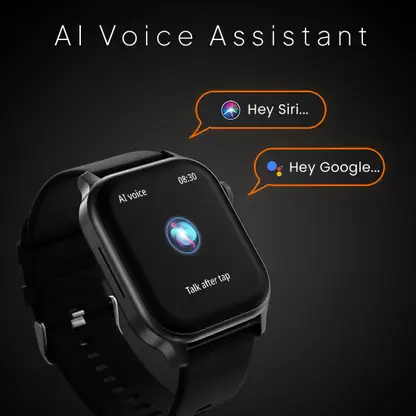 AI Voice Assistant
Hey Siri...
Hey Google...
AI voice
08:30
Talk after tap